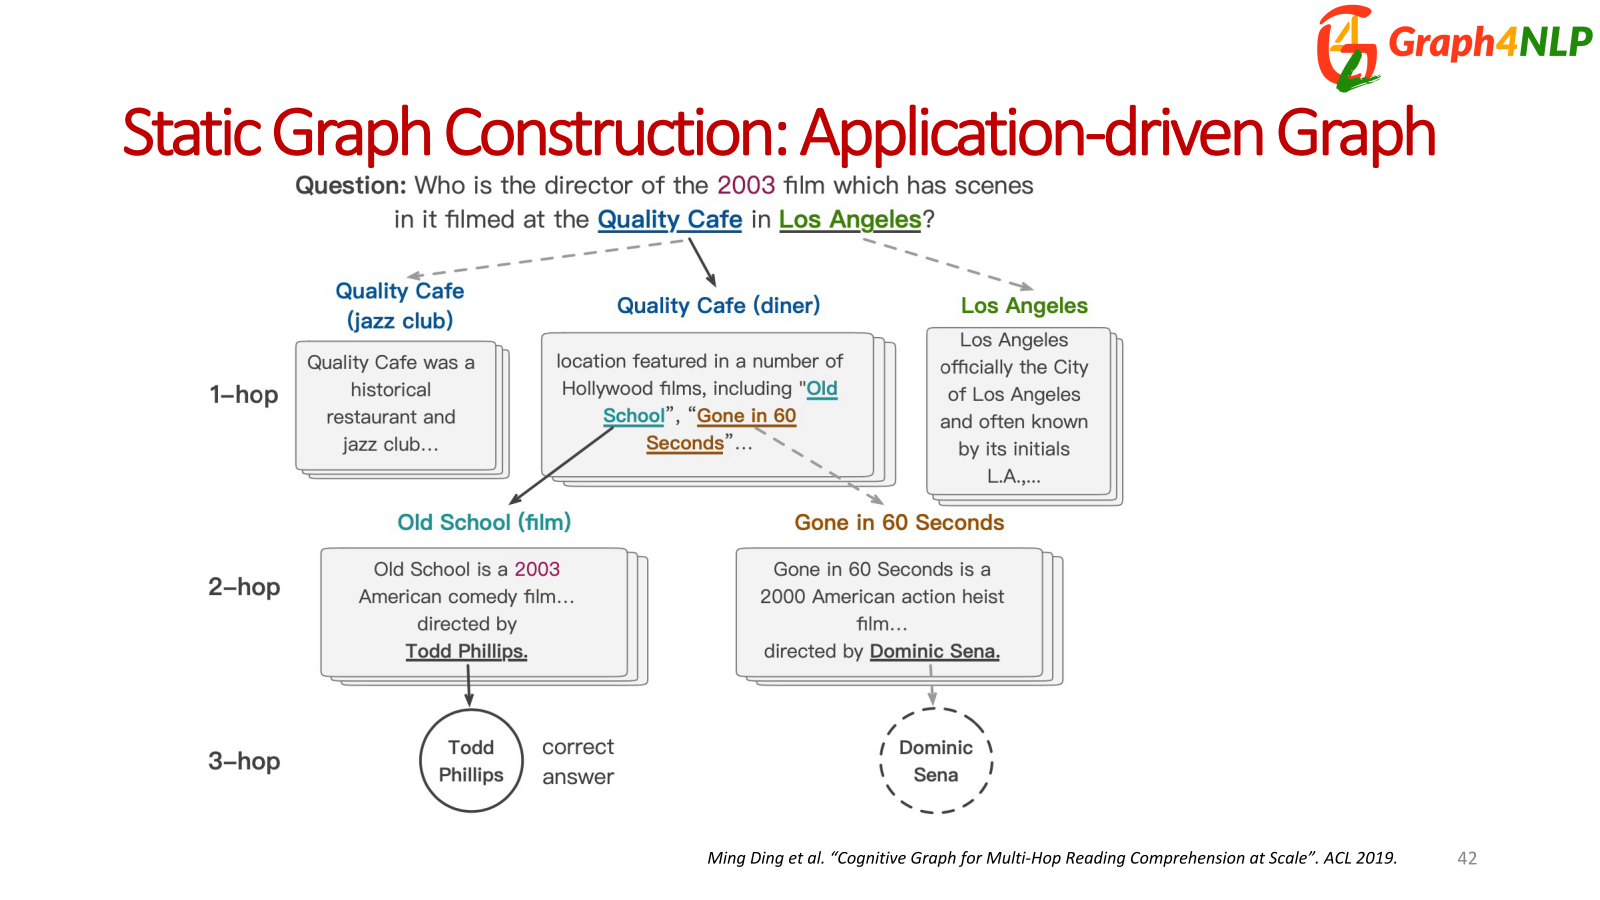 Graph4NLP
Static Graph Construction: Application-driven Graph
Question: Who is the director of the 2003 film which has scenes
in it filmed at the Quality Cafe in Los Angeles?
Quality Cafe
(jazz club)
Quality Cafe (diner)
Los Angeles
1-hop
Quality Cafe was a
historical
restaurant and
jazz club...
location featured in a number of
Hollywood films, including "Old
School”, “Gone in 60
Seconds”...
Los Angeles
officially the City
of Los Angeles
and often known
by its initials
L.A.,...
Old School (film)
Gone in 60 Seconds
2-hop
Old School is a 2003
American comedy film...
directed by
Todd Phillips.
Gone in 60 Seconds is a
2000 American action heist
film...
directed by Dominic Sena.
3-hop
Todd
Phillips
correct
answer
Dominic
Sena
Ming Ding et al. “Cognitive Graph for Multi-Hop Reading Comprehension at Scale”. ACL 2019.
42